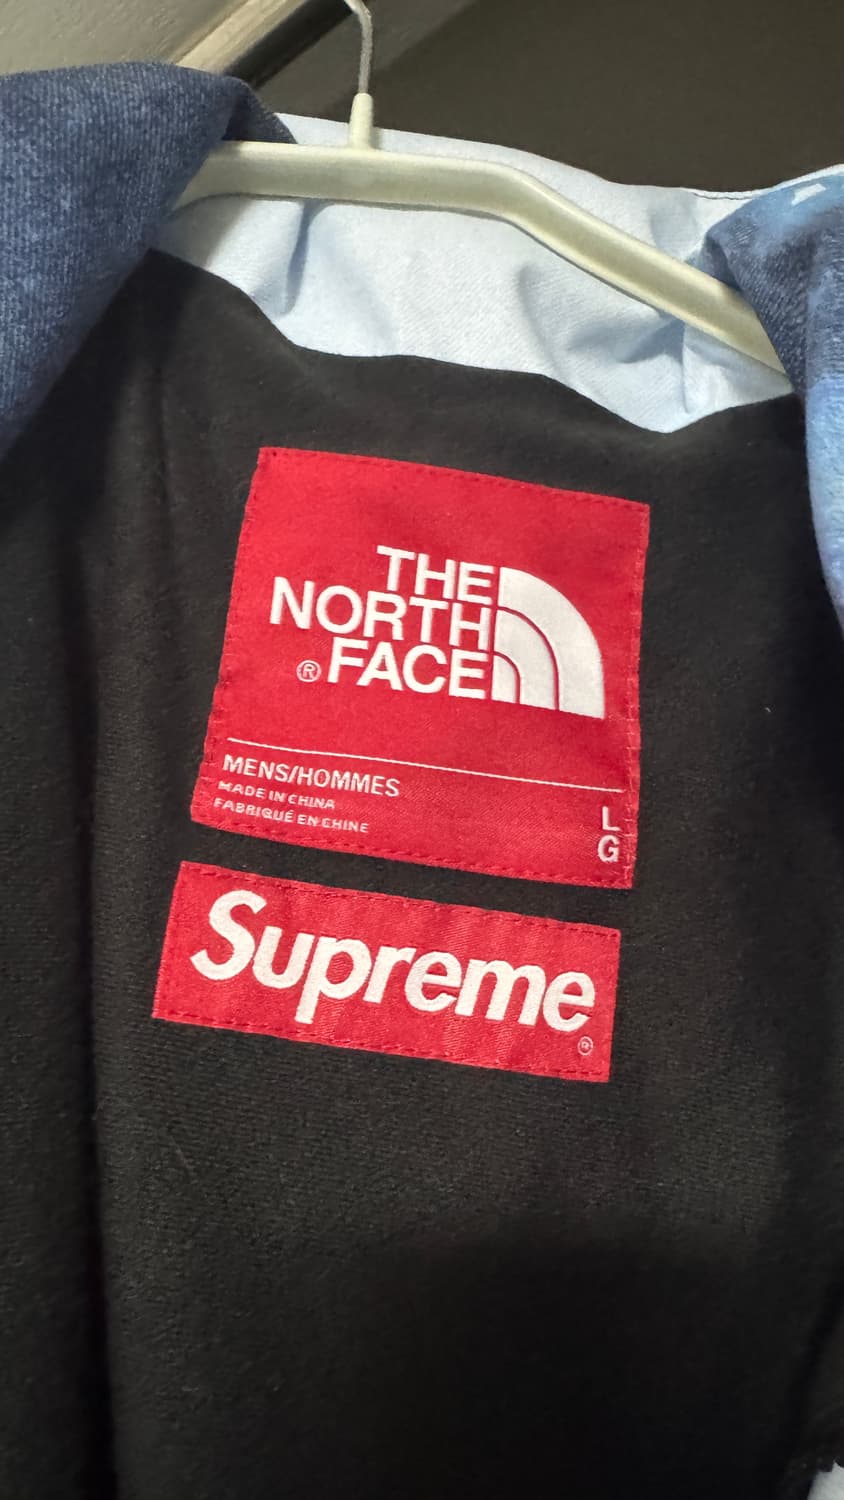 THE
NORTH
® FACE
MENS/HOMMES
MADE IN CHINA
FABRIQUÉ EN CHINE
L
G
Supreme
®